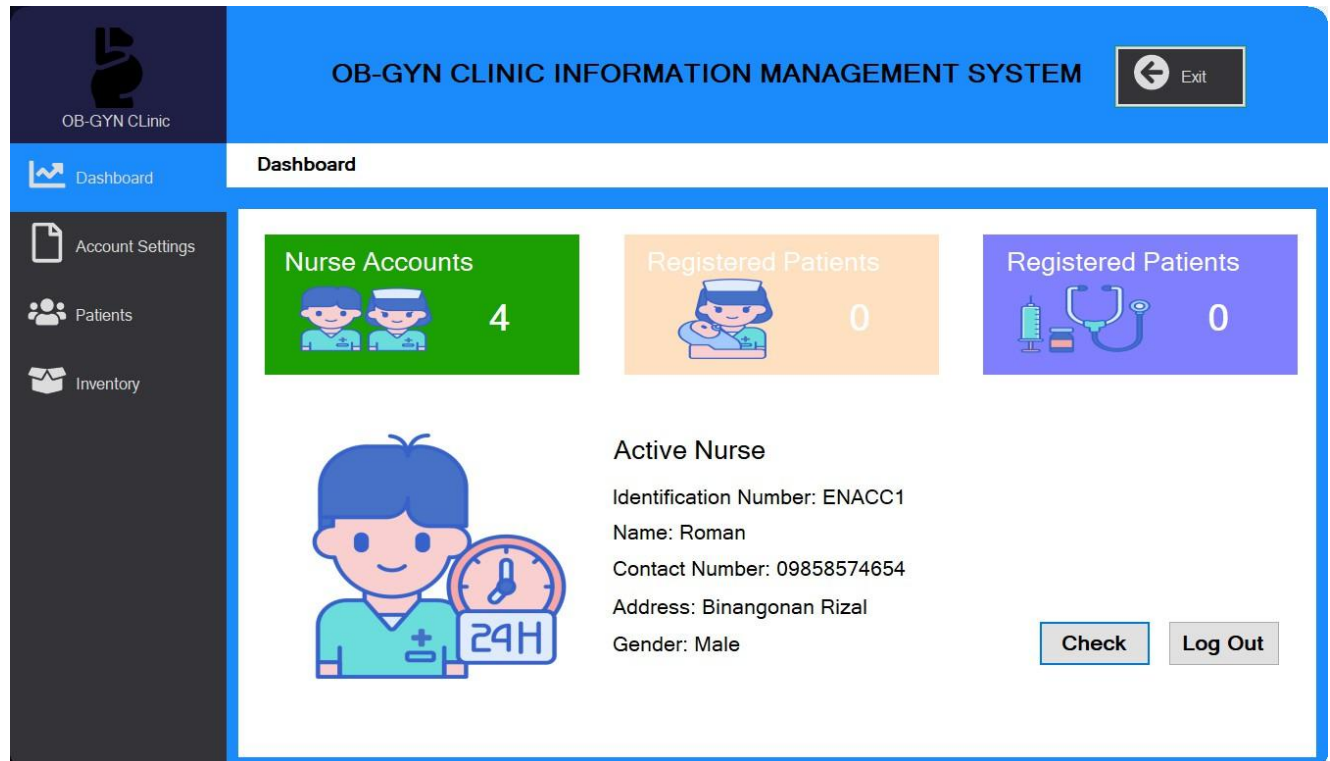 OB-GYN CLinic
OB-GYN CLINIC INFORMATION MANAGEMENT SYSTEM
Exit
Dashboard
Account Settings
Patients
Inventory
Dashboard
Nurse Accounts
4
Registered Patients
0
Registered Patients
0
24H
Active Nurse
Identification Number: ENACC1
Name: Roman
Contact Number: 09858574654
Address: Binangonan Rizal
Gender: Male
Check
Log Out